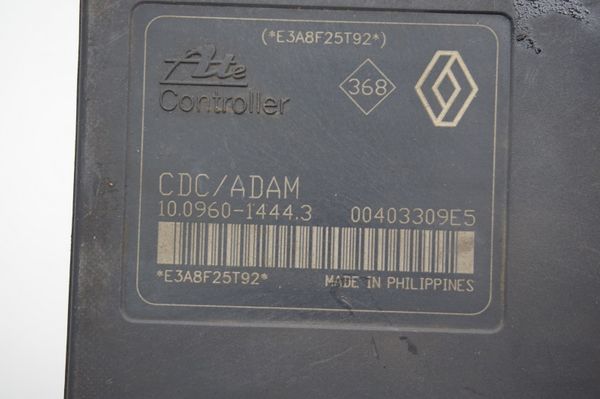 (*E3A8F25T92*)
Ate
Controller
368
CDC/ADAM
10.0960-1444.3 00403309E5
*E3A8F25T92* MADE IN PHILIPPINES